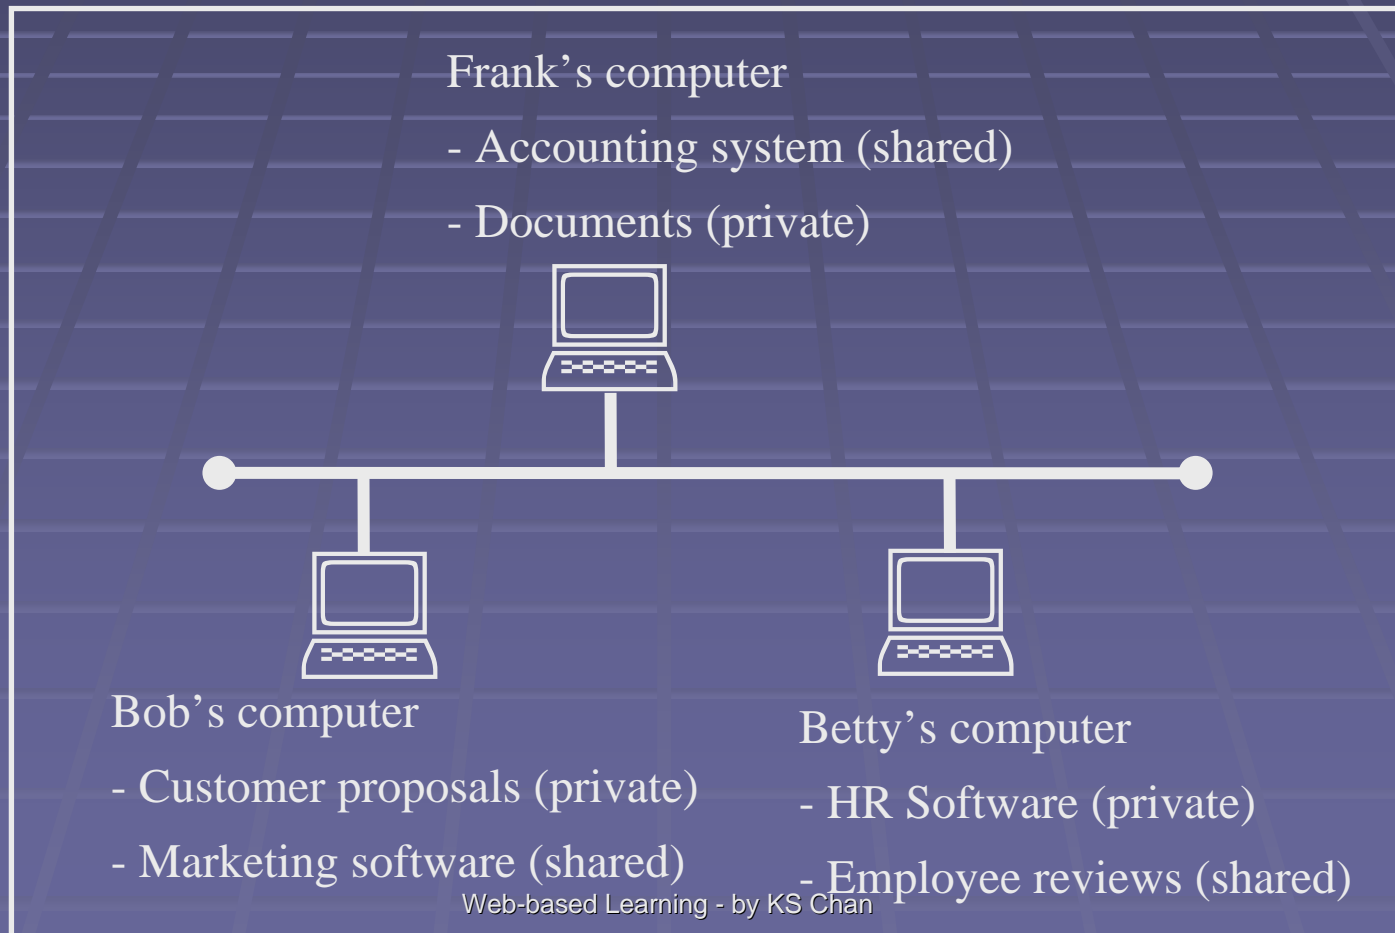 Frank’s computer
- Accounting system (shared)
- Documents (private)
Bob’s computer
- Customer proposals (private)
- Marketing software (shared)
Betty’s computer
- HR Software (private)
- Employee reviews (shared)
Web-based Learning - by KS Chan